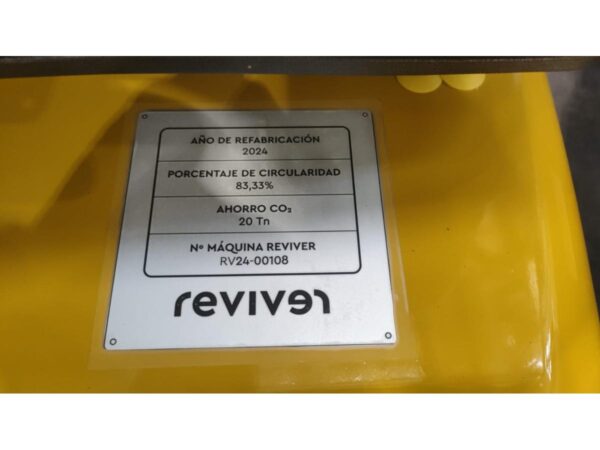 AÑO DE REFABRICACIÓN
2024
PORCENTAJE DE CIRCULARIDAD
83,33%
AHORRO CO₂
20 Tn
Nº MÁQUINA REVIVER
RV24-00108
reviver